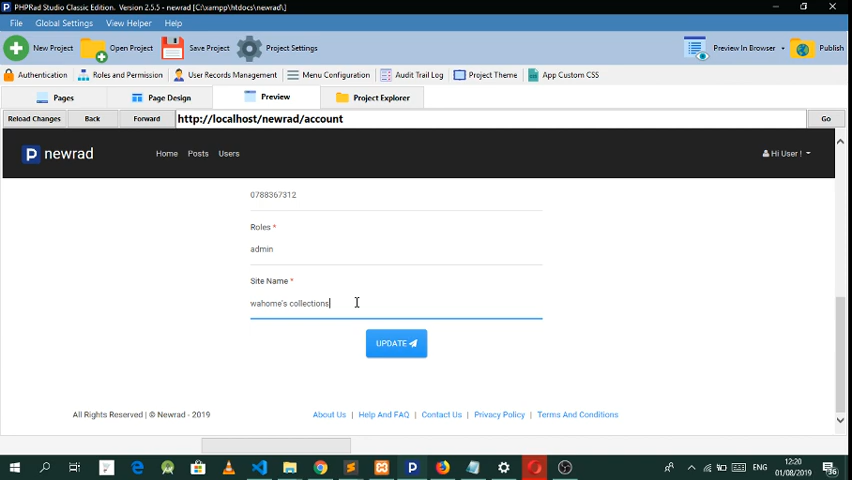 PHPRad Studio Classic Edition. Version 2.5.5 - newrad [C:\xampp\htdocs\newrad\]
File Global Settings View Helper Help
New Project Open Project Save Project Project Settings Preview In Browser Publish
Authentication Roles and Permission User Records Management Menu Configuration Audit Trail Log Project Theme App Custom CSS
Pages Page Design Preview Project Explorer
Reload Changes Back Forward http://localhost/newrad/account Go
P newrad Home Posts Users Hi User !
0788367312
Roles *
admin
Site Name *
wahome's collections
UPDATE
All Rights Reserved | © Newrad - 2019 About Us | Help And FAQ | Contact Us | Privacy Policy | Terms And Conditions
ENG 12:20
01/08/2019